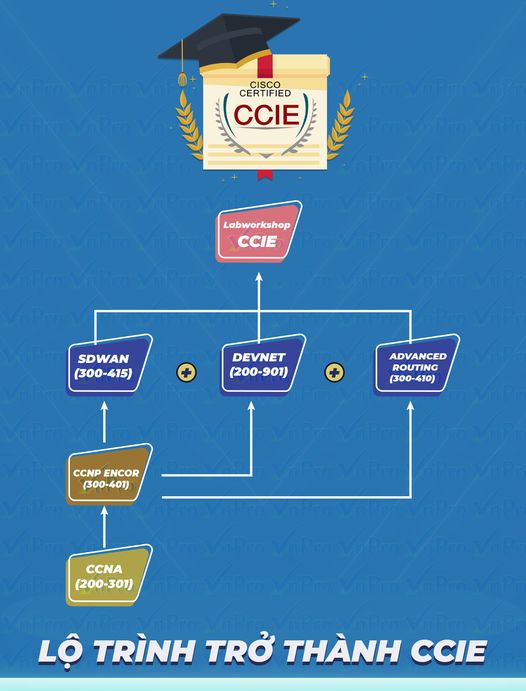 CISCO
CERTIFIED
CCIE
Labworkshop
CCIE
SDWAN
(300-415)
DEVNET
(200-901)
ADVANCED
ROUTING
(300-410)
CCNP ENCOR
(300-401)
CCNA
(200-301)
LỘ TRÌNH TRỞ THÀNH CCIE
VnPro